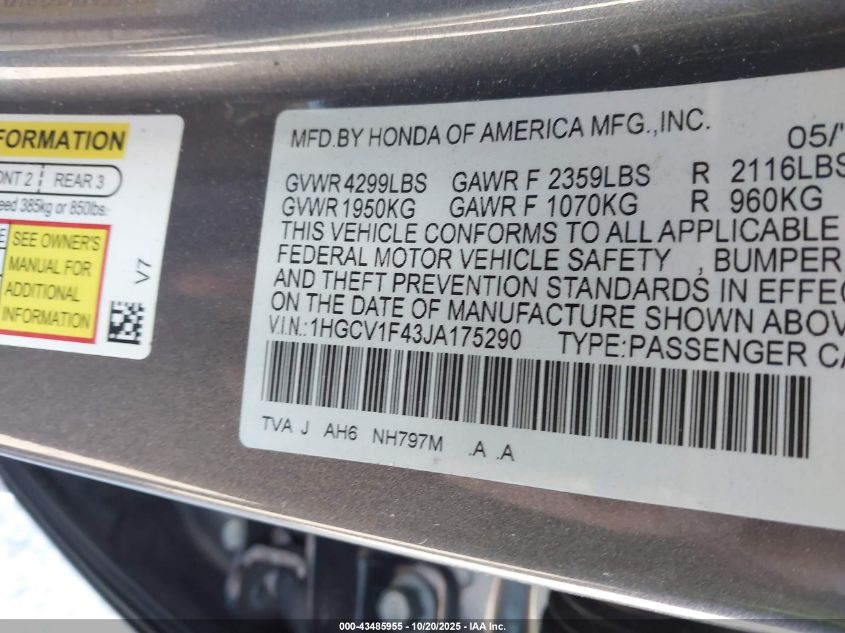 FORMATION
ONT 2 REAR 3
eed 385kg or 850lbs.
SEE OWNER'S
MANUAL FOR
ADDITIONAL
INFORMATION
V7
MFD.BY HONDA OF AMERICA MFG.,INC. 05/
GVWR 4299LBS GAWR F 2359LBS R 2116LBS
GVWR 1950KG GAWR F 1070KG R 960KG
THIS VEHICLE CONFORMS TO ALL APPLICABLE
FEDERAL MOTOR VEHICLE SAFETY , BUMPER
AND THEFT PREVENTION STANDARDS IN EFFEC
ON THE DATE OF MANUFACTURE SHOWN ABOV
V.I.N.:1HGCV1F43JA175290 TYPE:PASSENGER CA
TVA J AH6 NH797M .A .A
000-43485955 - 10/20/2025 - IAA Inc.